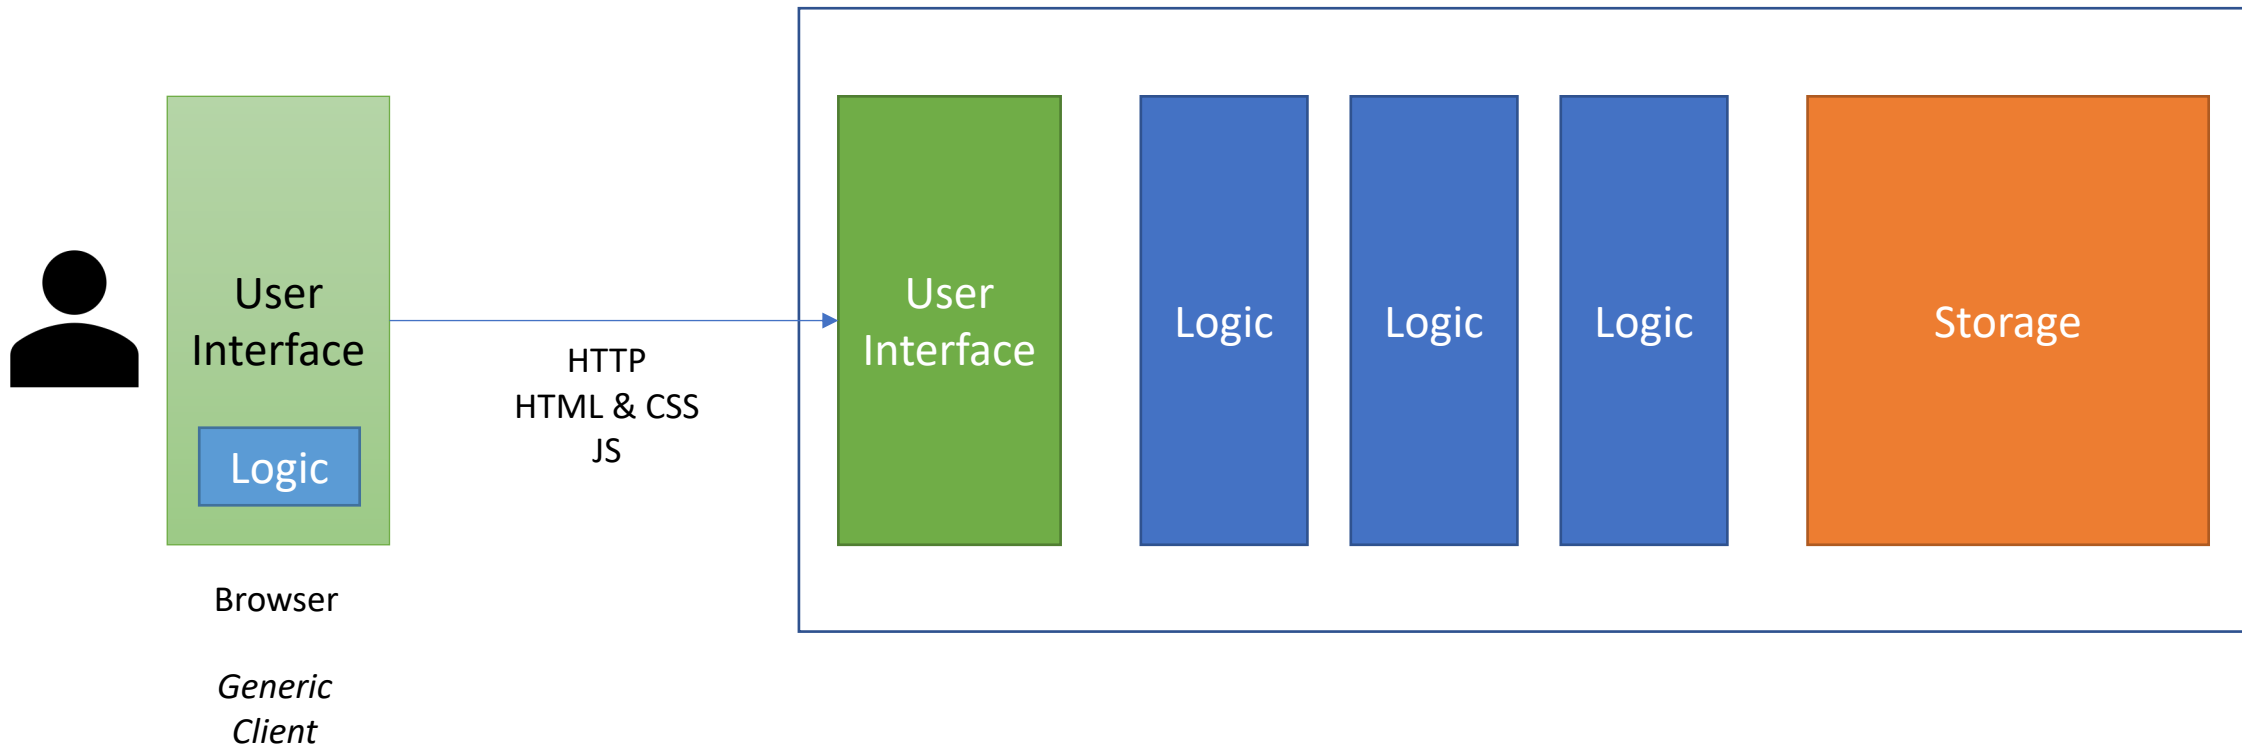 User
Interface
Logic
Browser
Generic
Client
HTTP
HTML & CSS
JS
User
Interface
Logic
Logic
Logic
Storage